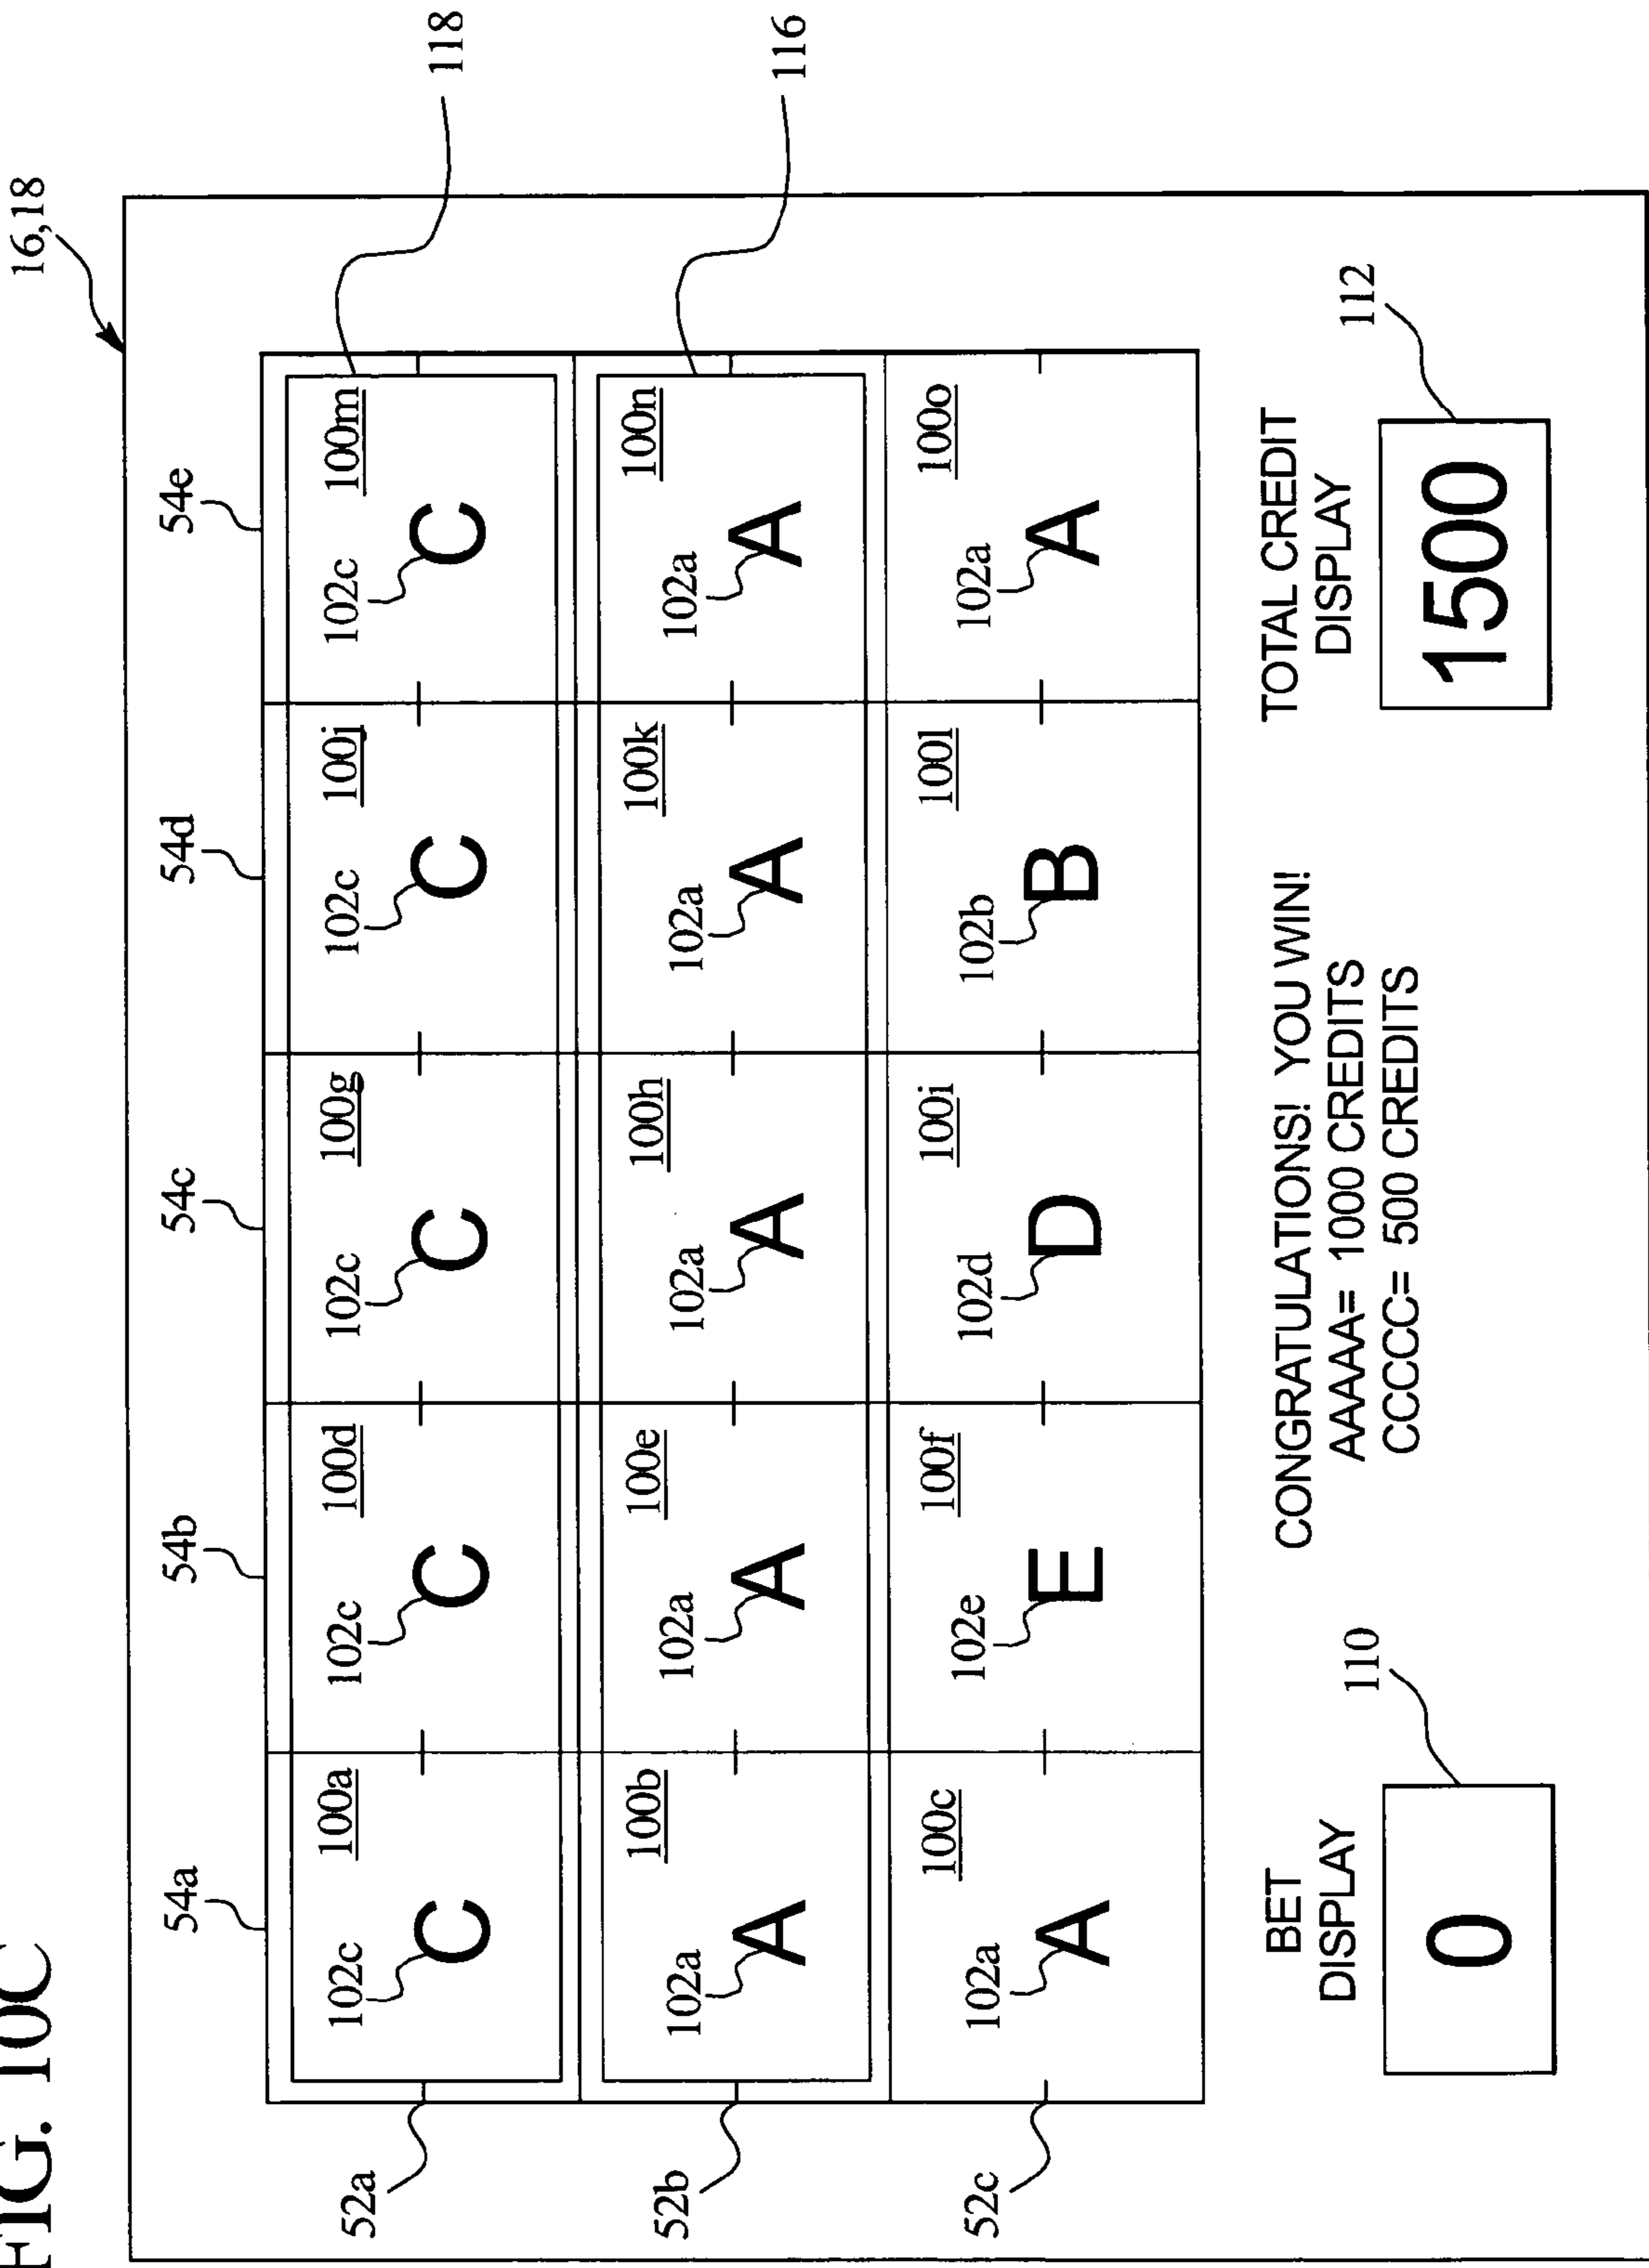 FIG. 10C
16,18
54a 54b 54c 54d 54e
118
100a 100d 100g 100j 100m
102c 102c 102c 102c 102c
C C C C C
52a
116
100b 100e 100h 100k 100n
102a 102a 102a 102a 102a
A A A A A
52b
100c 100f 100i 100l 100o
102a 102e 102d 102b 102a
A E D B A
52c
BET
DISPLAY
110
0
CONGRATULATIONS! YOU WIN!
AAAAA= 1000 CREDITS
CCCCC= 500 CREDITS
TOTAL CREDIT
DISPLAY
112
1500